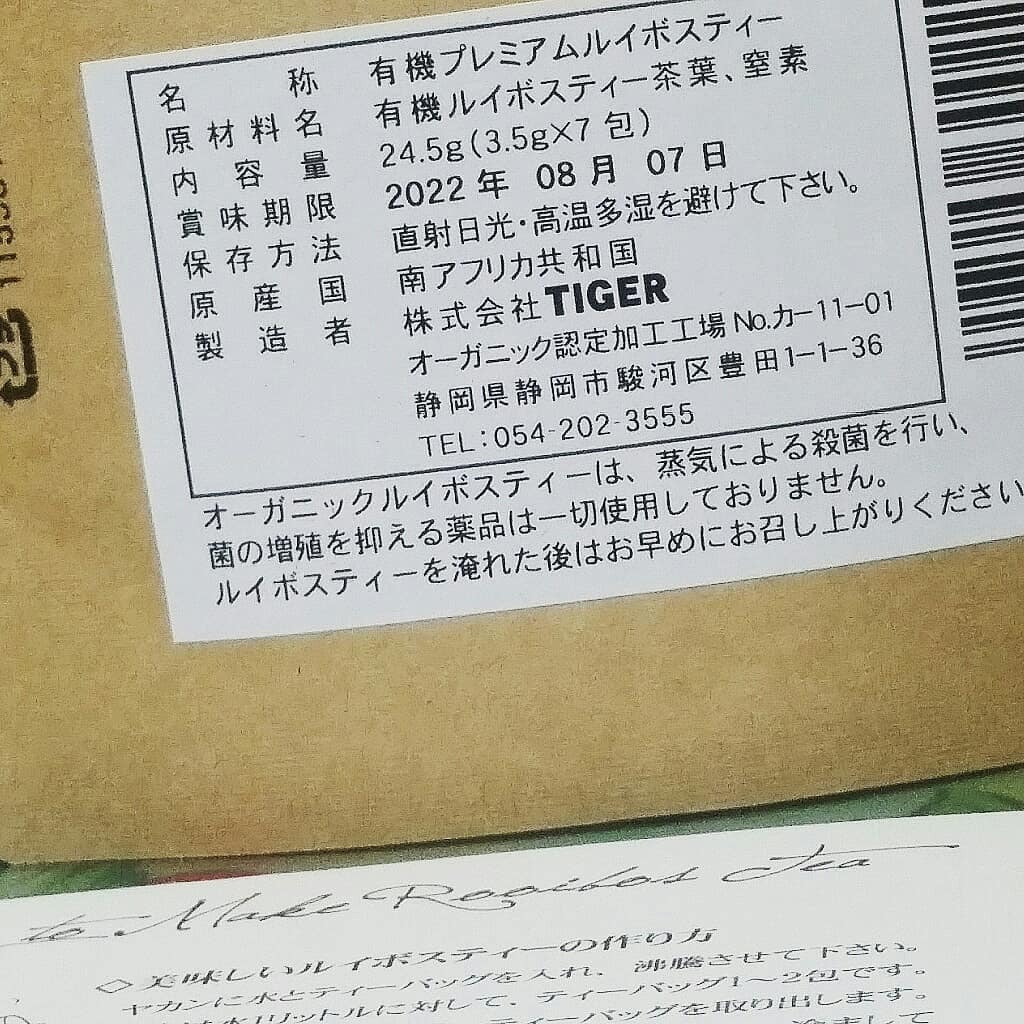 名称 有機プレミアムルイボスティー
原材料名 有機ルイボスティー茶葉、窒素
内容量 24.5g(3.5g×7包)
賞味期限 2022年 08月 07日
保存方法 直射日光・高温多湿を避けて下さい。
原産国 南アフリカ共和国
製造者 株式会社TIGER
オーガニック認定加工工場No.カ-11-01
静岡県静岡市駿河区豊田1-1-36
TEL:054-202-3555
オーガニックルイボスティーは、蒸気による殺菌を行い、
菌の増殖を抑える薬品は一切使用しておりません。
ルイボスティーを淹れた後はお早めにお召し上がりください
to Make Rooibos Tea
◇美味しいルイボスティーの作り方
ヤカンに水とティーバッグを入れ、沸騰させて下さい。
水1リットルに対して、ティーバッグ1〜2包です。
ティーバッグを取り出します。